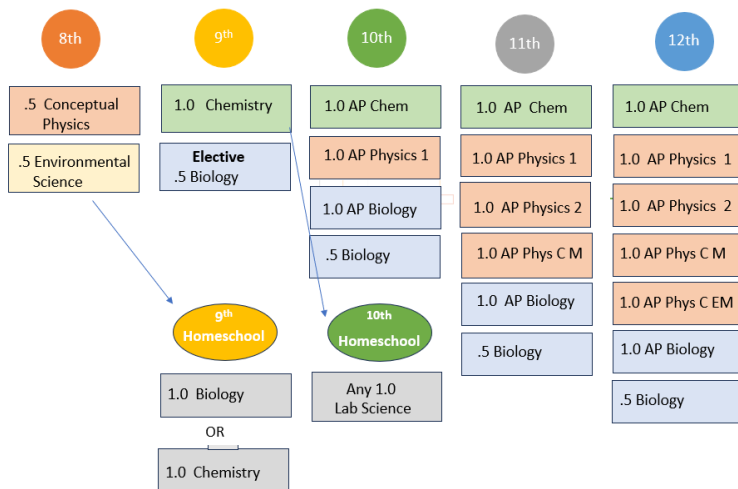 8th
9th
10th
11th
12th
.5 Conceptual
Physics
.5 Environmental
Science
1.0 Chemistry
Elective
.5 Biology
1.0 AP Chem
1.0 AP Physics 1
1.0 AP Biology
.5 Biology
1.0 AP Chem
1.0 AP Physics 1
1.0 AP Physics 2
1.0 AP Phys C M
1.0 AP Biology
.5 Biology
1.0 AP Chem
1.0 AP Physics 1
1.0 AP Physics 2
1.0 AP Phys C M
1.0 AP Phys C EM
1.0 AP Biology
.5 Biology
9th
Homeschool
1.0 Biology
OR
1.0 Chemistry
10th
Homeschool
Any 1.0
Lab Science